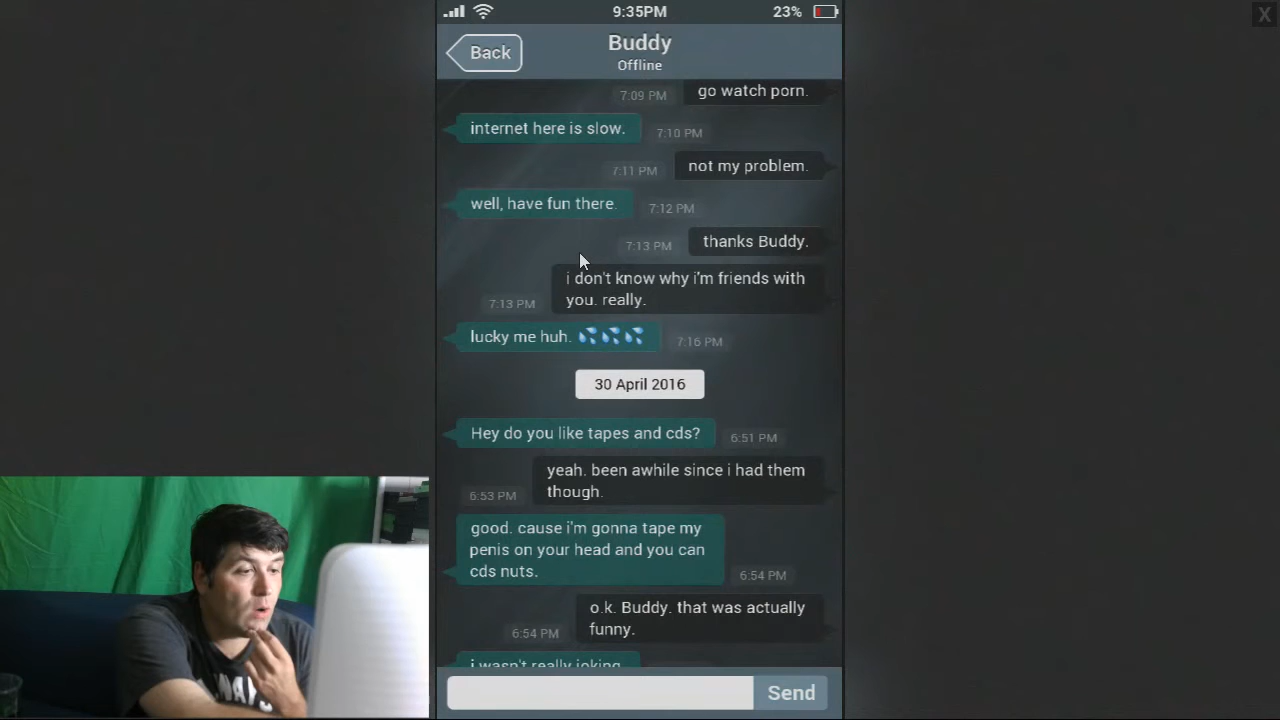 9:35PM
23%
X
Back
Buddy
Offline
go watch porn.
7:09 PM
internet here is slow.
7:10 PM
not my problem.
7:11 PM
well, have fun there.
7:12 PM
thanks Buddy.
7:13 PM
i don't know why i'm friends with
you. really.
7:13 PM
lucky me huh. 💦💦💦
7:16 PM
30 April 2016
Hey do you like tapes and cds?
6:51 PM
yeah. been awhile since i had them
though.
6:53 PM
good. cause i'm gonna tape my
penis on your head and you can
cds nuts.
6:54 PM
o.k. Buddy. that was actually
funny.
6:54 PM
i wasn't really joking
Send